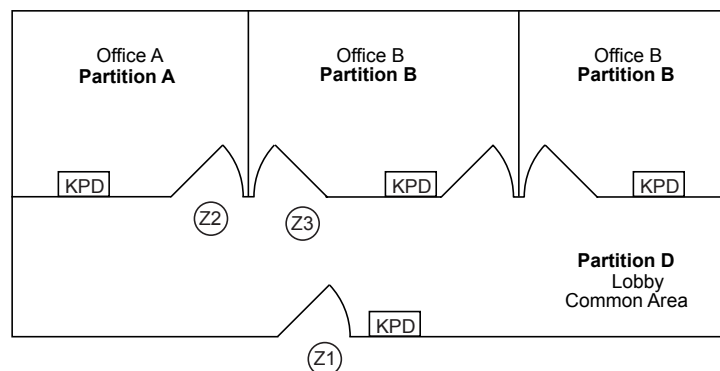 Office A
Partition A
Office B
Partition B
Office B
Partition B
KPD
KPD
KPD
Z2
Z3
Partition D
Lobby
Common Area
KPD
Z1